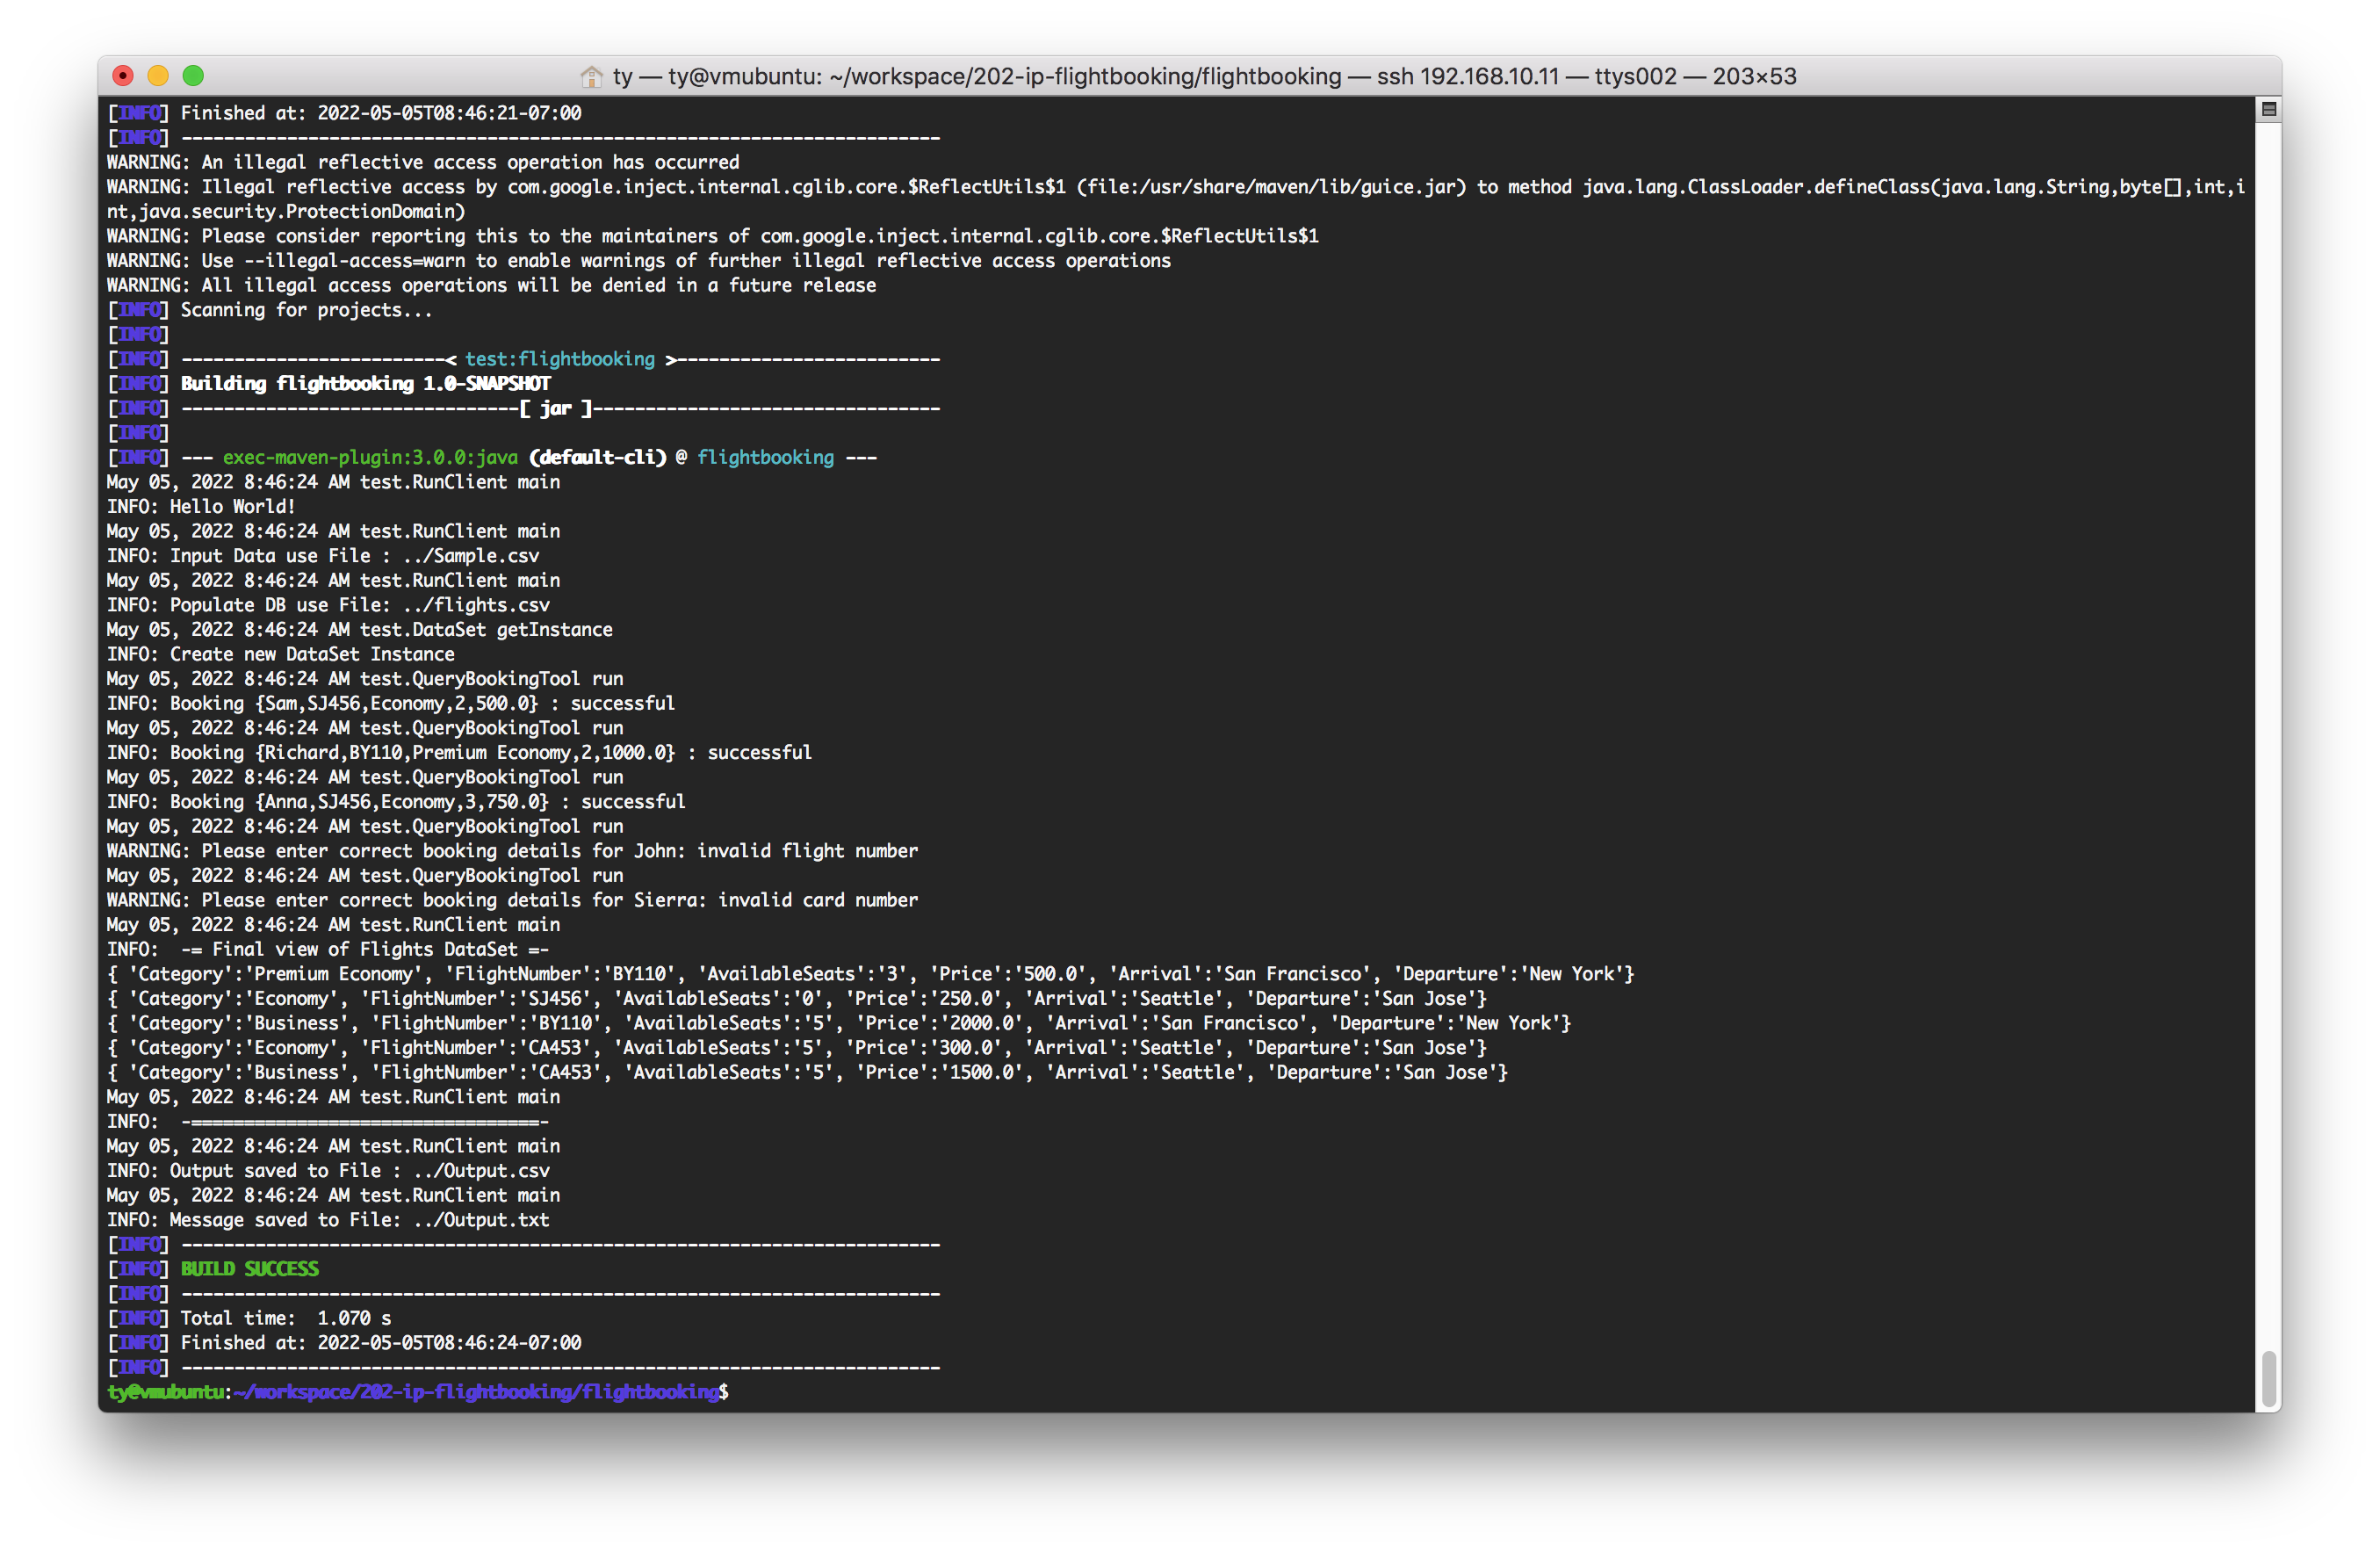 ty — ty@vmubuntu: ~/workspace/202-ip-flightbooking/flightbooking — ssh 192.168.10.11 — ttys002 — 203×53
[INFO] Finished at: 2022-05-05T08:46:21-07:00
[INFO] ------------------------------------------------------------------------
WARNING: An illegal reflective access operation has occurred
WARNING: Illegal reflective access by com.google.inject.internal.cglib.core.$ReflectUtils$1 (file:/usr/share/maven/lib/guice.jar) to method java.lang.ClassLoader.defineClass(java.lang.String,byte[],int,i
nt,java.security.ProtectionDomain)
WARNING: Please consider reporting this to the maintainers of com.google.inject.internal.cglib.core.$ReflectUtils$1
WARNING: Use --illegal-access=warn to enable warnings of further illegal reflective access operations
WARNING: All illegal access operations will be denied in a future release
[INFO] Scanning for projects...
[INFO]
[INFO] -------------------------< test:flightbooking >-------------------------
[INFO] Building flightbooking 1.0-SNAPSHOT
[INFO] --------------------------------[ jar ]---------------------------------
[INFO]
[INFO] --- exec-maven-plugin:3.0.0:java (default-cli) @ flightbooking ---
May 05, 2022 8:46:24 AM test.RunClient main
INFO: Hello World!
May 05, 2022 8:46:24 AM test.RunClient main
INFO: Input Data use File : ../Sample.csv
May 05, 2022 8:46:24 AM test.RunClient main
INFO: Populate DB use File: ../flights.csv
May 05, 2022 8:46:24 AM test.DataSet getInstance
INFO: Create new DataSet Instance
May 05, 2022 8:46:24 AM test.QueryBookingTool run
INFO: Booking {Sam,SJ456,Economy,2,500.0} : successful
May 05, 2022 8:46:24 AM test.QueryBookingTool run
INFO: Booking {Richard,BY110,Premium Economy,2,1000.0} : successful
May 05, 2022 8:46:24 AM test.QueryBookingTool run
INFO: Booking {Anna,SJ456,Economy,3,750.0} : successful
May 05, 2022 8:46:24 AM test.QueryBookingTool run
WARNING: Please enter correct booking details for John: invalid flight number
May 05, 2022 8:46:24 AM test.QueryBookingTool run
WARNING: Please enter correct booking details for Sierra: invalid card number
May 05, 2022 8:46:24 AM test.RunClient main
INFO:  -= Final view of Flights DataSet =-
{ 'Category':'Premium Economy', 'FlightNumber':'BY110', 'AvailableSeats':'3', 'Price':'500.0', 'Arrival':'San Francisco', 'Departure':'New York'}
{ 'Category':'Economy', 'FlightNumber':'SJ456', 'AvailableSeats':'0', 'Price':'250.0', 'Arrival':'Seattle', 'Departure':'San Jose'}
{ 'Category':'Business', 'FlightNumber':'BY110', 'AvailableSeats':'5', 'Price':'2000.0', 'Arrival':'San Francisco', 'Departure':'New York'}
{ 'Category':'Economy', 'FlightNumber':'CA453', 'AvailableSeats':'5', 'Price':'300.0', 'Arrival':'Seattle', 'Departure':'San Jose'}
{ 'Category':'Business', 'FlightNumber':'CA453', 'AvailableSeats':'5', 'Price':'1500.0', 'Arrival':'Seattle', 'Departure':'San Jose'}
May 05, 2022 8:46:24 AM test.RunClient main
INFO:  -=================================-
May 05, 2022 8:46:24 AM test.RunClient main
INFO: Output saved to File : ../Output.csv
May 05, 2022 8:46:24 AM test.RunClient main
INFO: Message saved to File: ../Output.txt
[INFO] ------------------------------------------------------------------------
[INFO] BUILD SUCCESS
[INFO] ------------------------------------------------------------------------
[INFO] Total time:  1.070 s
[INFO] Finished at: 2022-05-05T08:46:24-07:00
[INFO] ------------------------------------------------------------------------
ty@vmubuntu:~/workspace/202-ip-flightbooking/flightbooking$